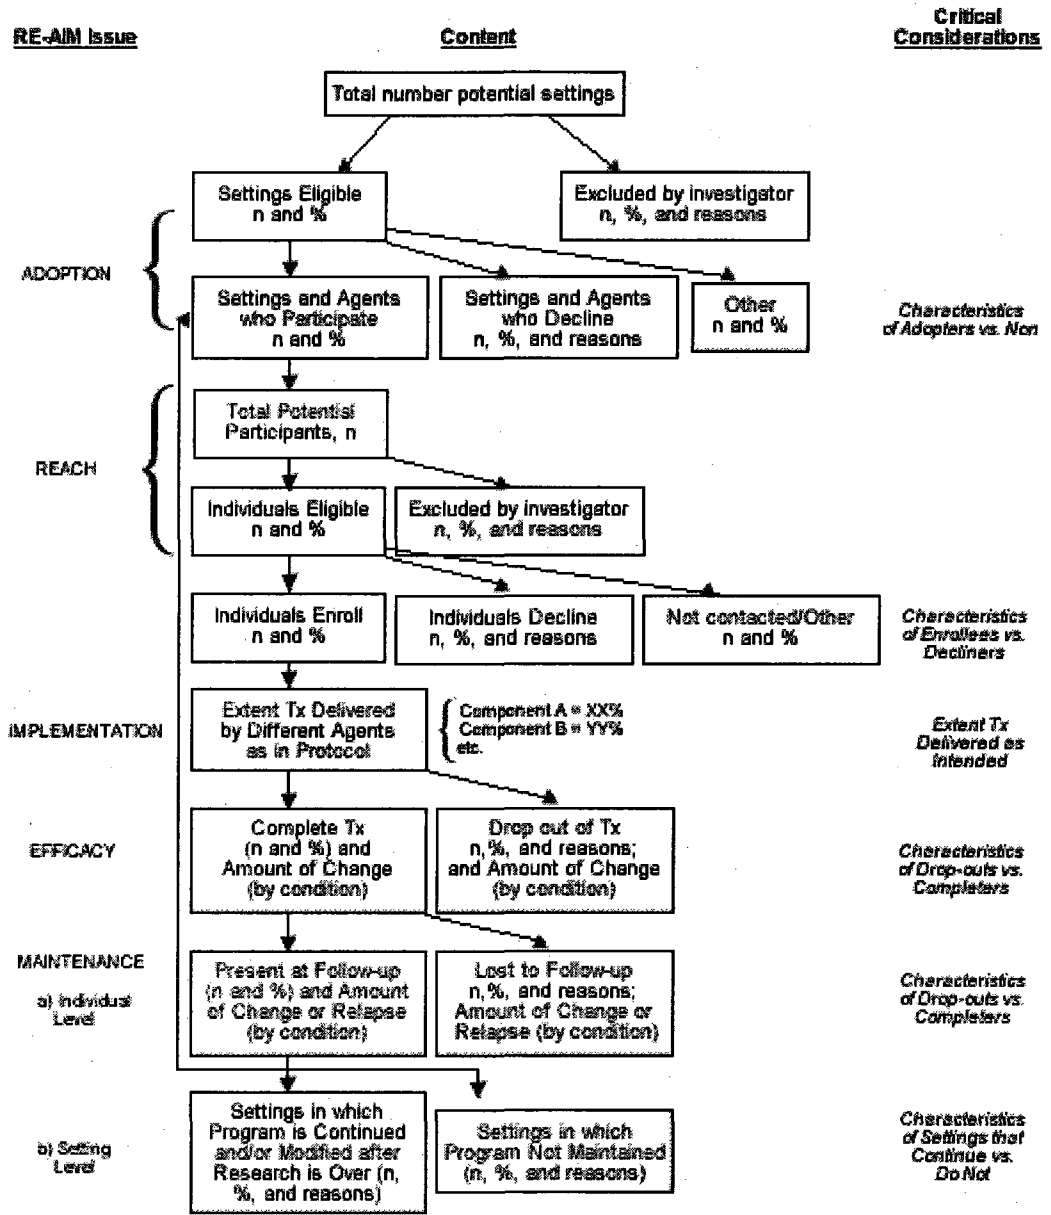 RE-AIM Issue
Content
Critical
Considerations
Total number potential settings
Settings Eligible
n and %
Excluded by investigator
n, %, and reasons
ADOPTION
Settings and Agents
who Participate
n and %
Settings and Agents
who Decline
n, %, and reasons
Other
n and %
Characteristics
of Adopters vs. Non
REACH
Total Potential
Participants, n
Individuals Eligible
n and %
Excluded by investigator
n, %, and reasons
Individuals Enroll
n and %
Individuals Decline
n, %, and reasons
Not contacted/Other
n and %
Characteristics
of Enrollees vs.
Decliners
IMPLEMENTATION
Extent Tx Delivered
by Different Agents
as in Protocol
Component A = XX%
Component B = YY%
etc.
Extent Tx
Delivered as
Intended
EFFICACY
Complete Tx
(n and %) and
Amount of Change
(by condition)
Drop out of Tx
n,%, and reasons;
and Amount of Change
(by condition)
Characteristics
of Drop-outs vs.
Completers
MAINTENANCE
a) Individual
Level
Present at Follow-up
(n and %) and Amount
of Change or Relapse
(by condition)
Lost to Follow-up
n,%, and reasons;
Amount of Change or
Relapse (by condition)
Characteristics
of Drop-outs vs.
Completers
b) Setting
Level
Settings in which
Program is Continued
and/or Modified after
Research is Over (n,
%, and reasons)
Settings in which
Program Not Maintained
(n, %, and reasons)
Characteristics
of Settings that
Continue vs.
Do Not